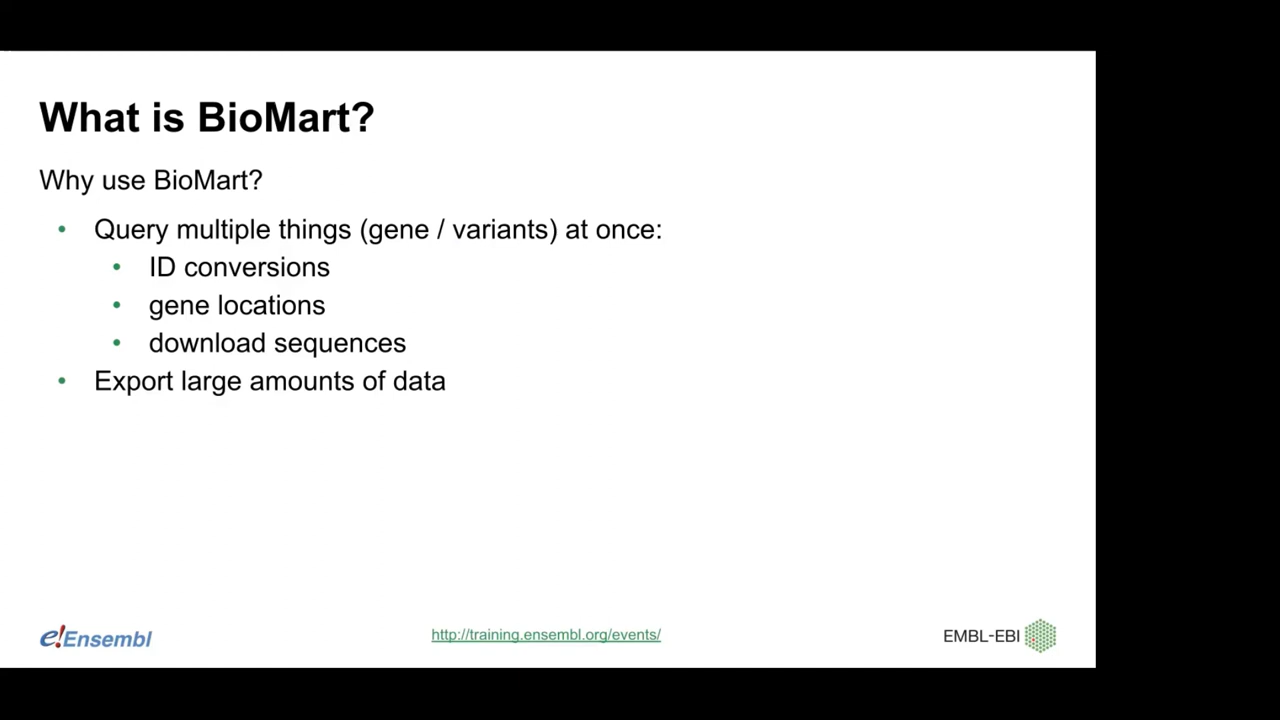 What is BioMart?
Why use BioMart?
• Query multiple things (gene / variants) at once:
• ID conversions
• gene locations
• download sequences
• Export large amounts of data
e!Ensembl
http://training.ensembl.org/events/
EMBL-EBI